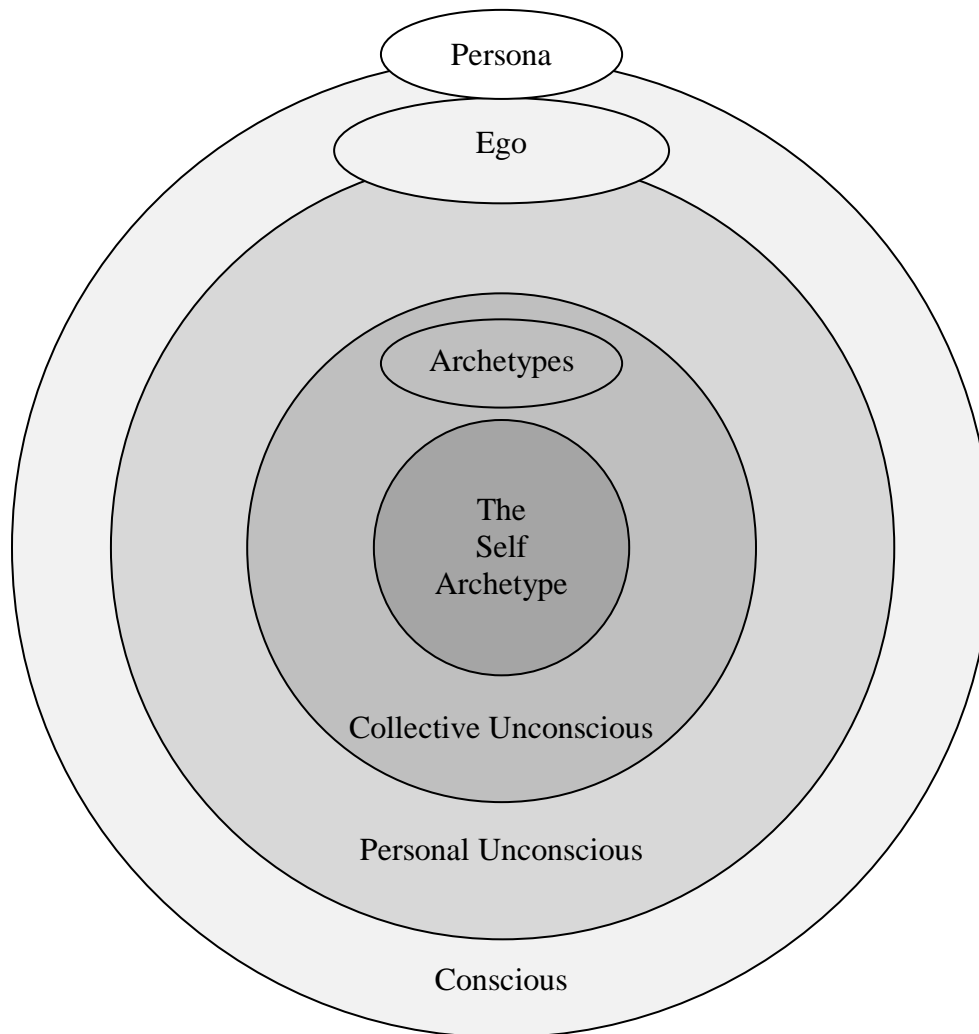 Persona
Ego
Archetypes
The
Self
Archetype
Collective Unconscious
Personal Unconscious
Conscious